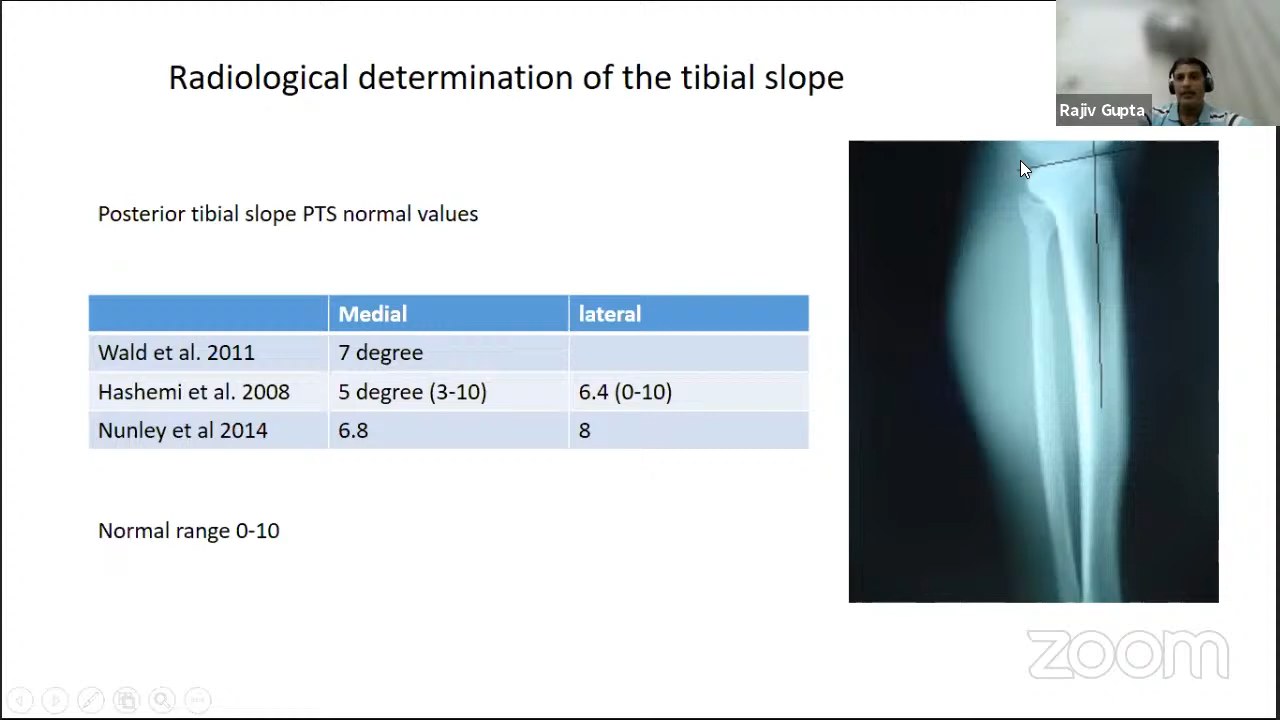 Radiological determination of the tibial slope
Rajiv Gupta
Posterior tibial slope PTS normal values
Medial lateral
Wald et al. 2011 7 degree
Hashemi et al. 2008 5 degree (3-10) 6.4 (0-10)
Nunley et al 2014 6.8 8
Normal range 0-10
zoom